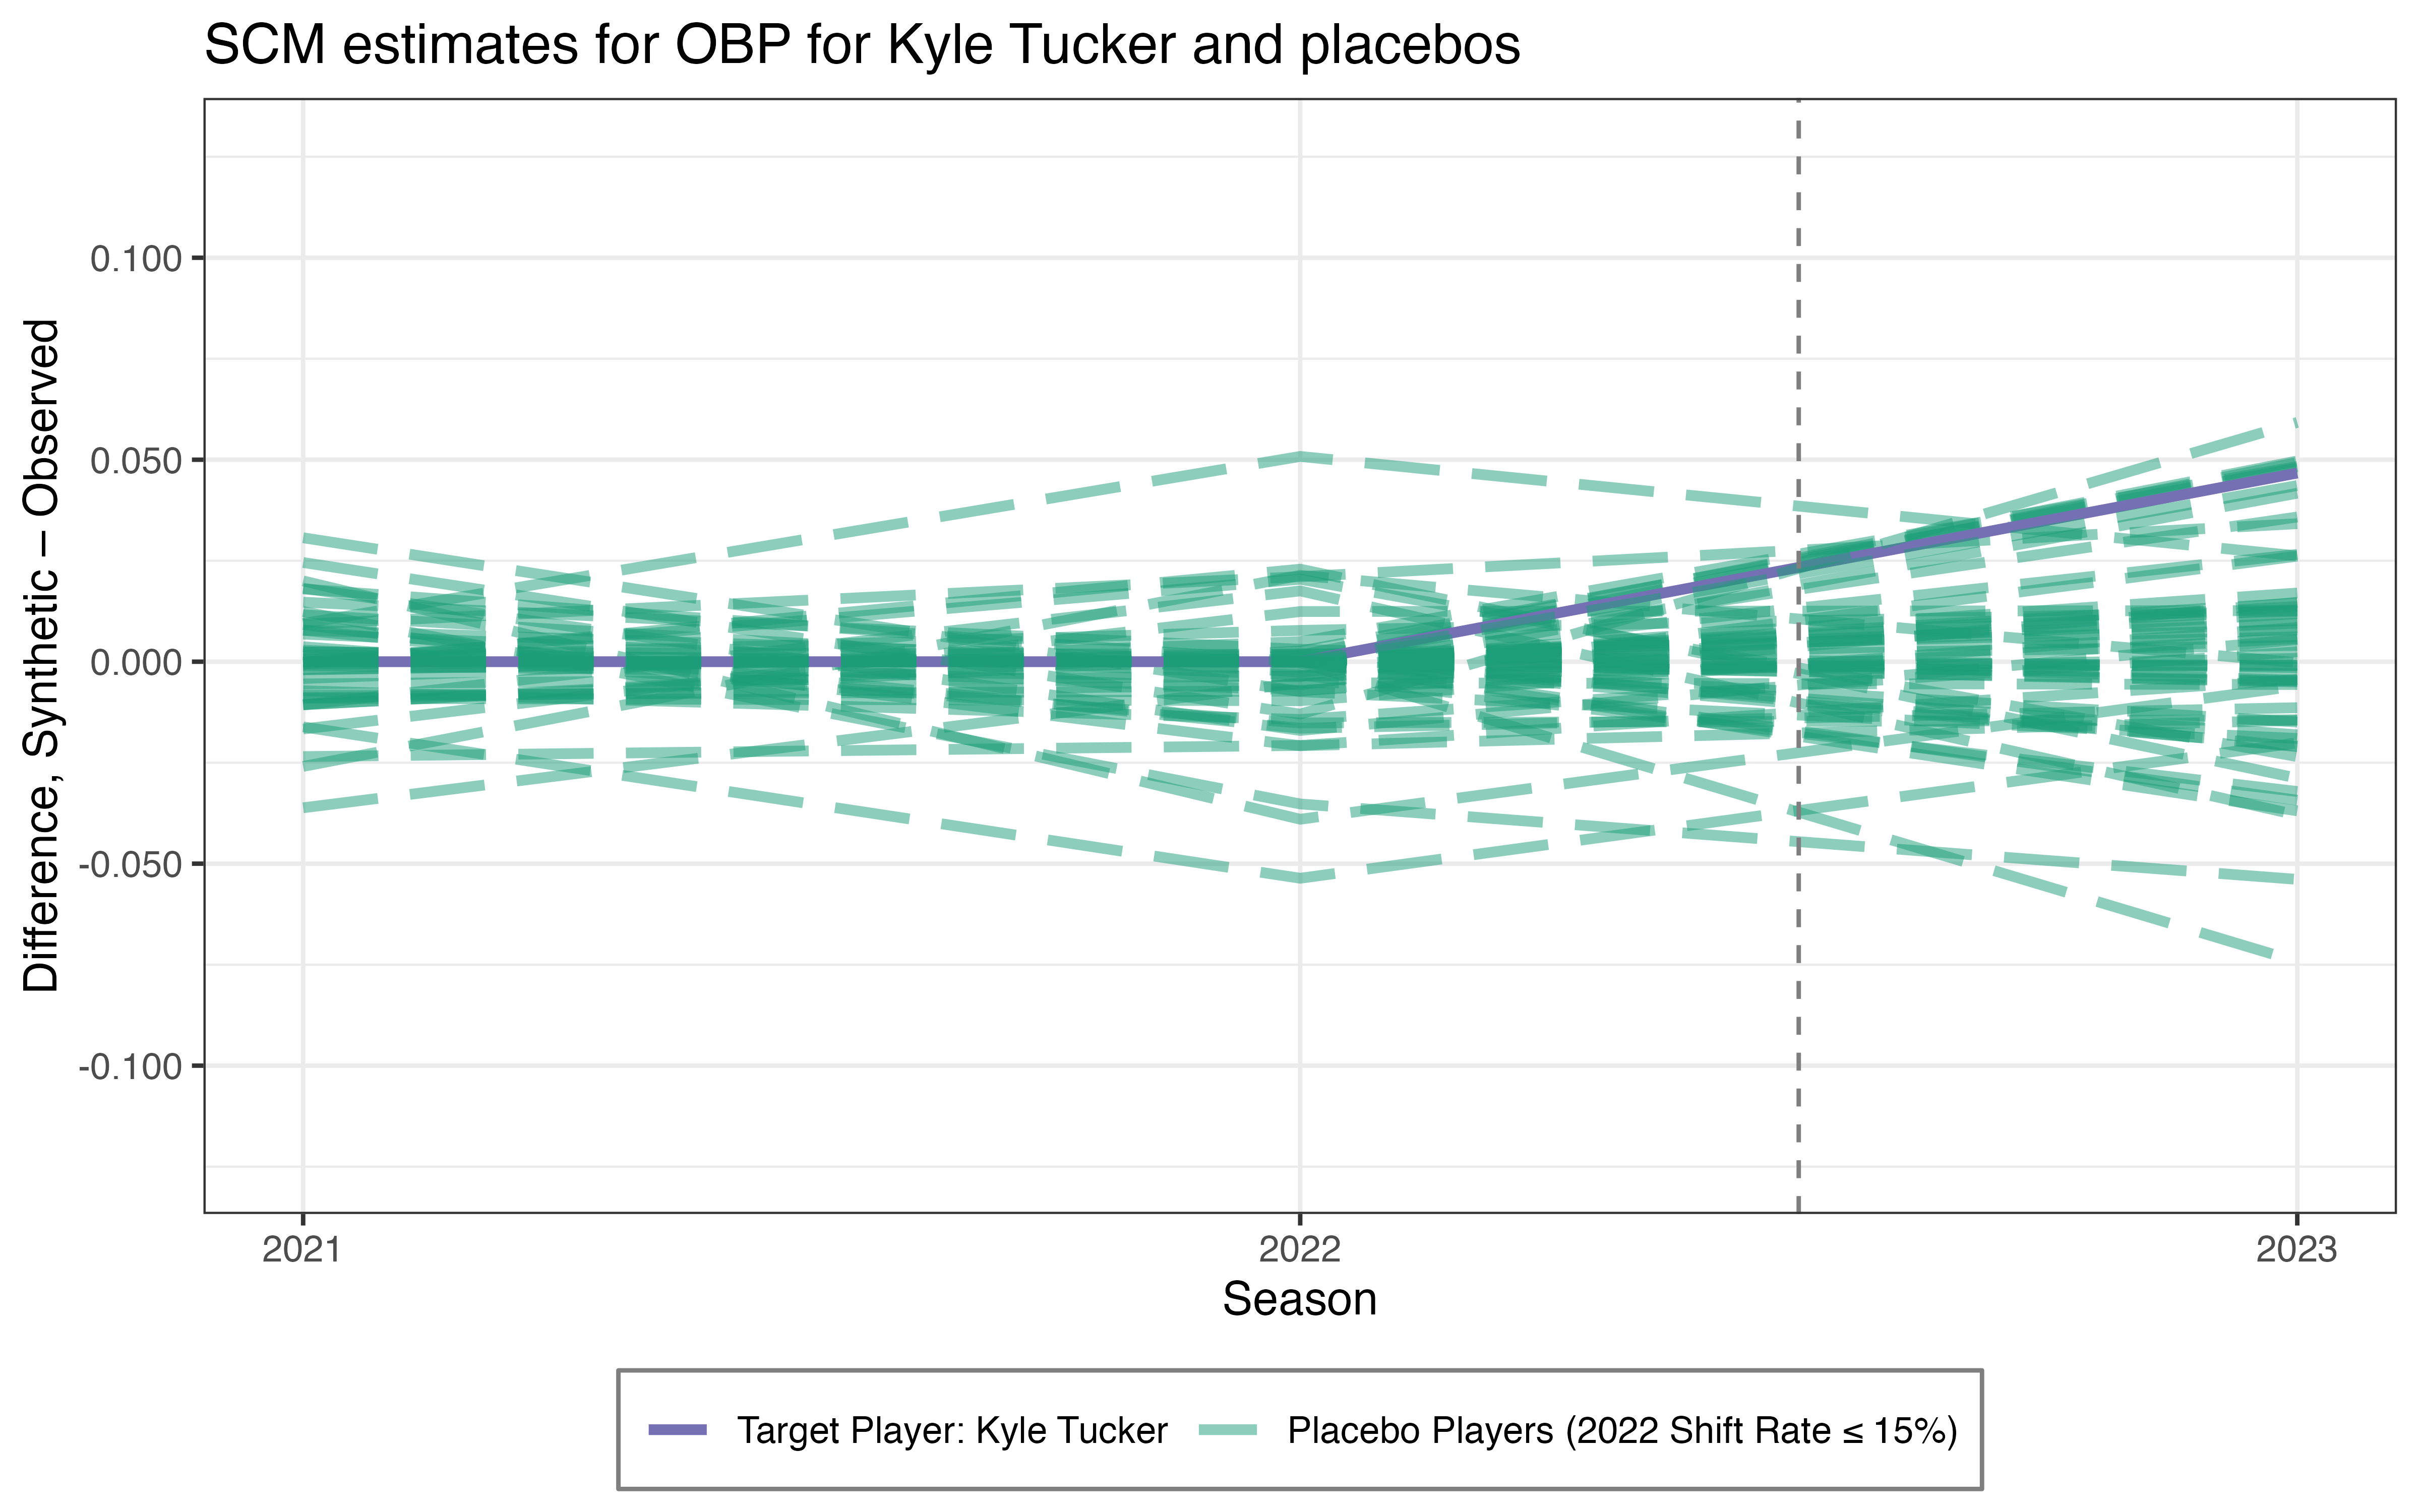 SCM estimates for OBP for Kyle Tucker and placebos
Difference, Synthetic – Observed
0.100
0.050
0.000
-0.050
-0.100
2021
2022
2023
Season
Target Player: Kyle Tucker
Placebo Players (2022 Shift Rate ≤ 15%)